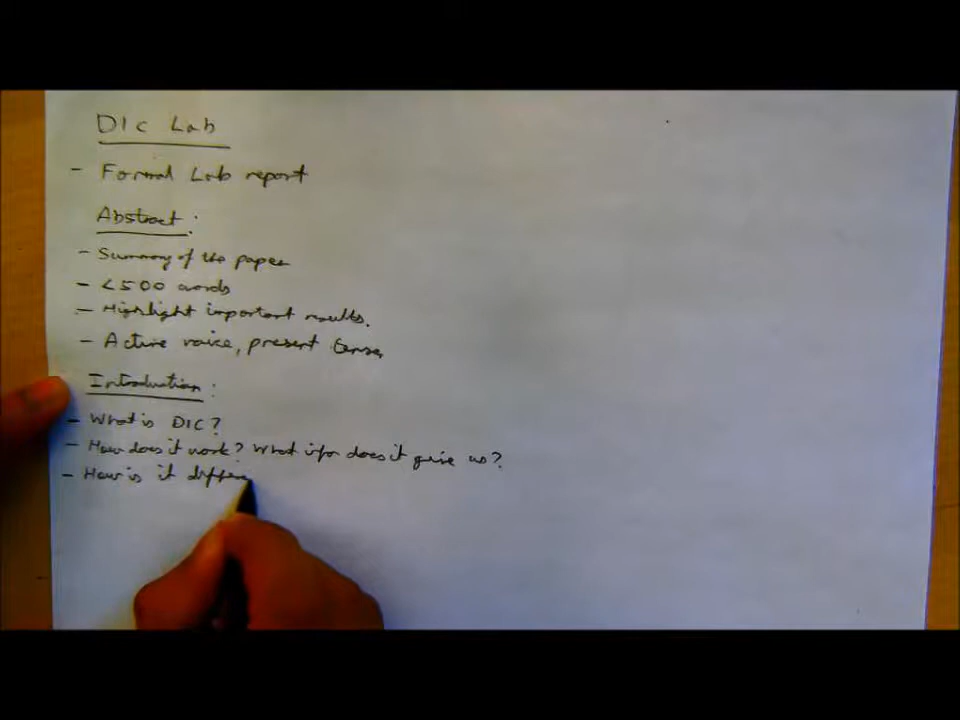 DIC Lab
- Formal Lab report
Abstract :
- Summary of the paper
- <500 words
- Highlight important results.
- Active voice, present tense,
Introduction :
- What is DIC?
- How does it work? What info does it give us?
- How is it differe